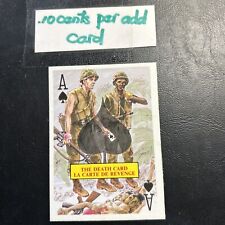 .10 cents per add
card
A
THE DEATH CARD
LA CARTE DE REVENGE
A